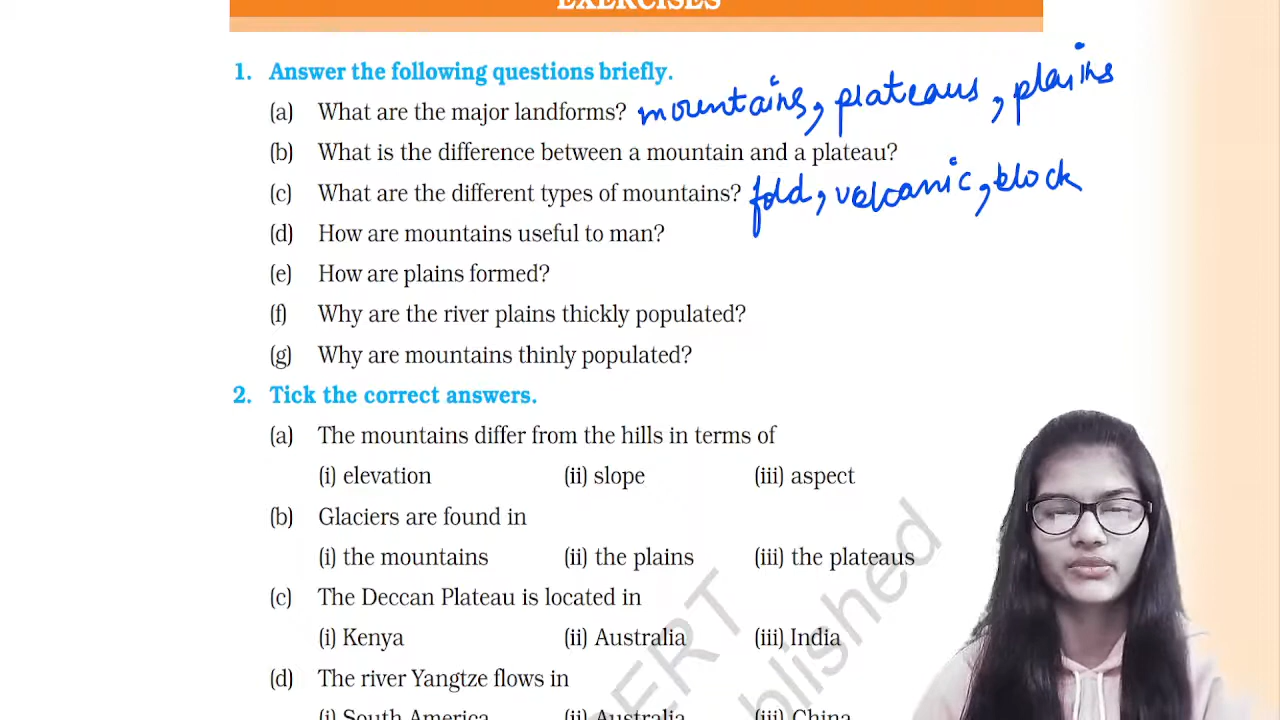 EXERCISES
1. Answer the following questions briefly.
(a) What are the major landforms? mountains, plateaus, plains
(b) What is the difference between a mountain and a plateau?
(c) What are the different types of mountains? fold, volcanic, block
(d) How are mountains useful to man?
(e) How are plains formed?
(f) Why are the river plains thickly populated?
(g) Why are mountains thinly populated?
2. Tick the correct answers.
(a) The mountains differ from the hills in terms of
(i) elevation (ii) slope (iii) aspect
(b) Glaciers are found in
(i) the mountains (ii) the plains (iii) the plateaus
(c) The Deccan Plateau is located in
(i) Kenya (ii) Australia (iii) India
(d) The river Yangtze flows in
(i) South America (ii) Australia (iii) China